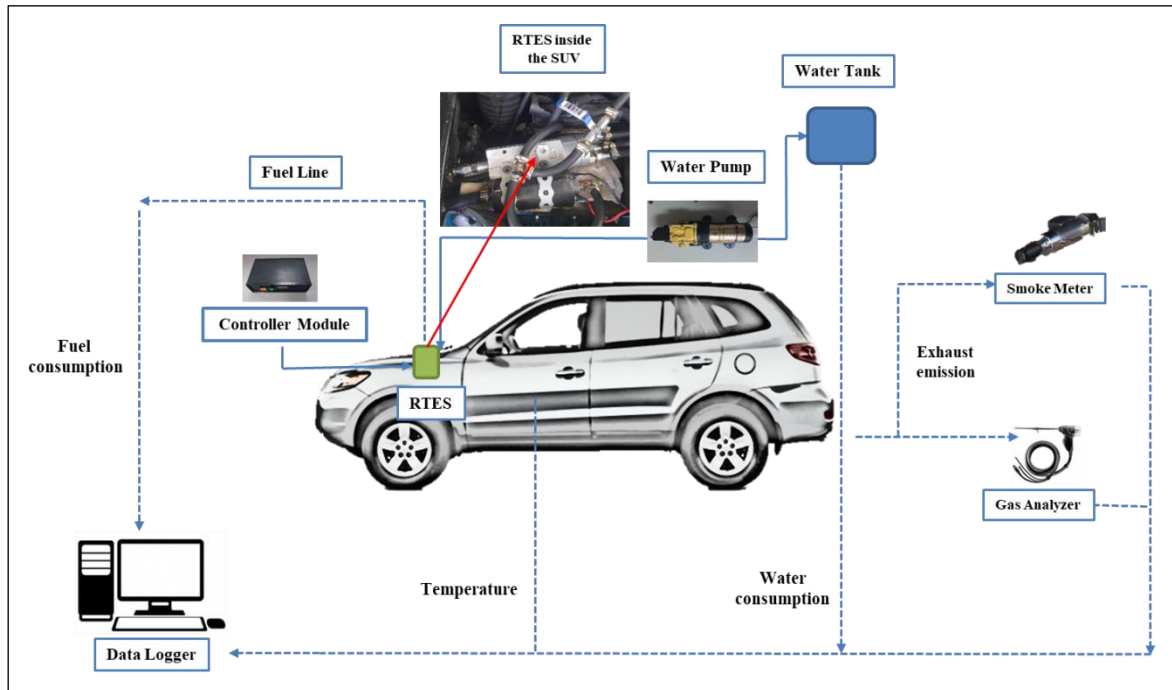 RTES inside
the SUV
Water Tank
Fuel Line
Water Pump
Controller Module
Smoke Meter
Fuel
consumption
Exhaust
emission
RTES
Gas Analyzer
Temperature
Water
consumption
Data Logger